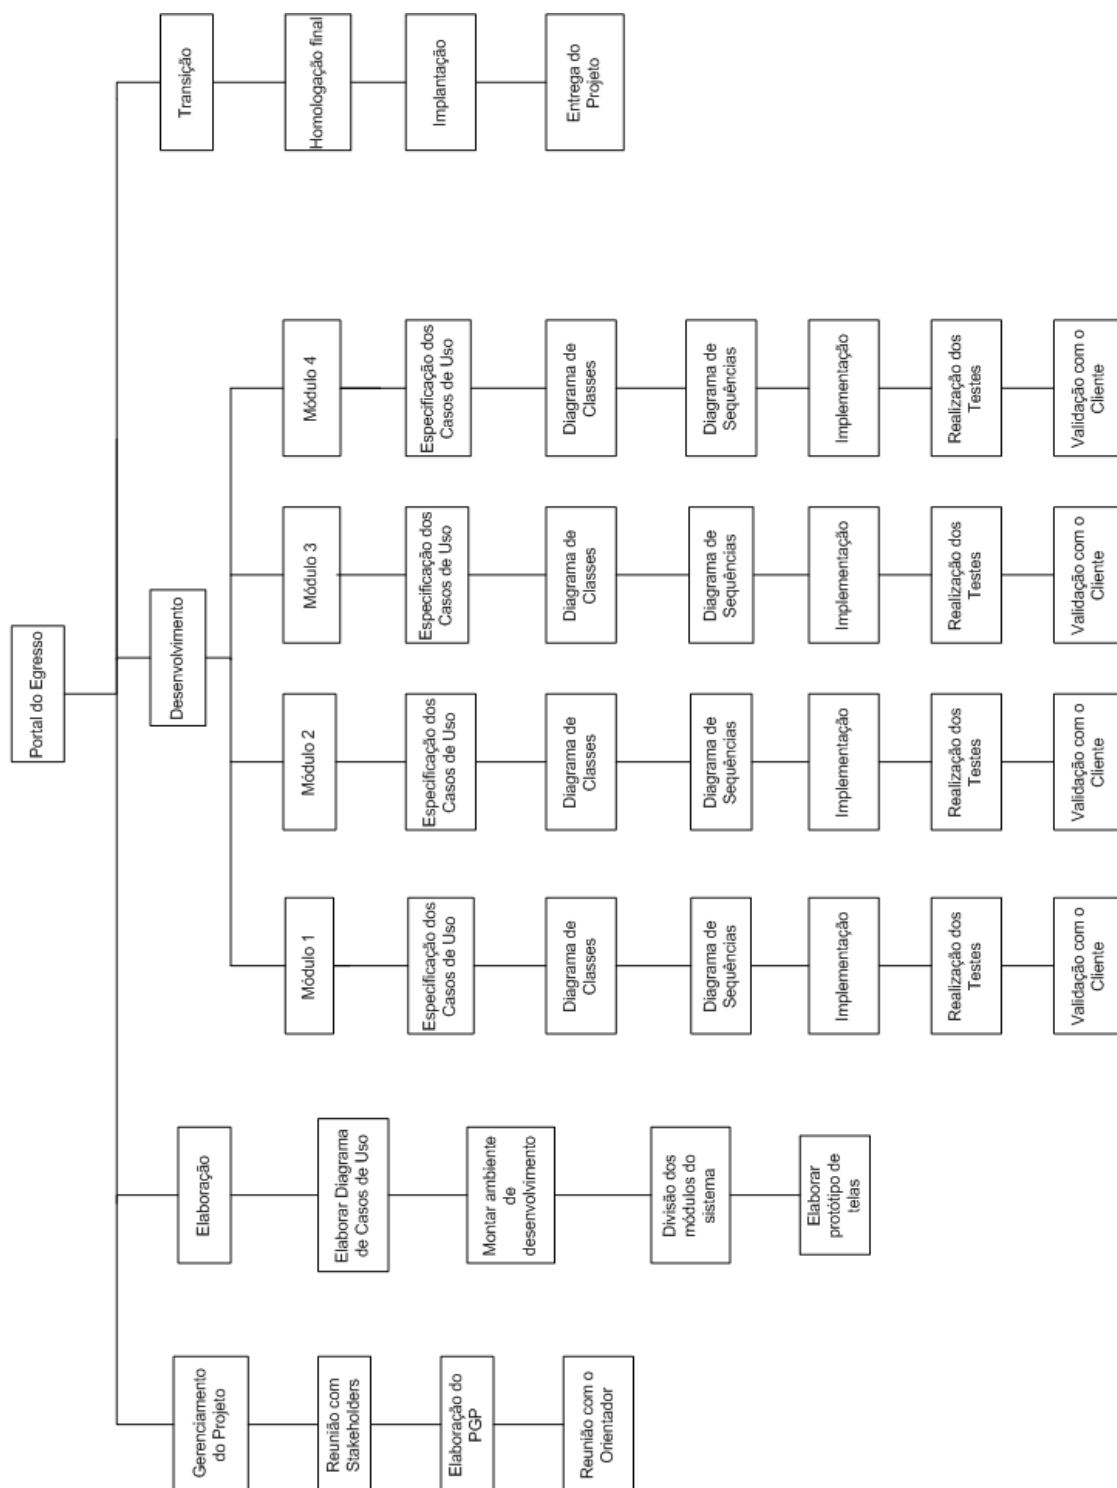 Portal do Egresso
Gerenciamento
do Projeto
Reunião com
Stakeholders
Elaboração do
PGP
Reunião com o
Orientador
Elaboração
Elaborar Diagrama
de Casos de Uso
Montar ambiente
de
desenvolvimento
Divisão dos
módulos do
sistema
Elaborar
protótipo de
telas
Desenvolvimento
Módulo 1
Especificação dos
Casos de Uso
Diagrama de
Classes
Diagrama de
Sequências
Implementação
Realização dos
Testes
Validação com o
Cliente
Módulo 2
Especificação dos
Casos de Uso
Diagrama de
Classes
Diagrama de
Sequências
Implementação
Realização dos
Testes
Validação com o
Cliente
Módulo 3
Especificação dos
Casos de Uso
Diagrama de
Classes
Diagrama de
Sequências
Implementação
Realização dos
Testes
Validação com o
Cliente
Módulo 4
Especificação dos
Casos de Uso
Diagrama de
Classes
Diagrama de
Sequências
Implementação
Realização dos
Testes
Validação com o
Cliente
Transição
Homologação final
Implantação
Entrega do
Projeto